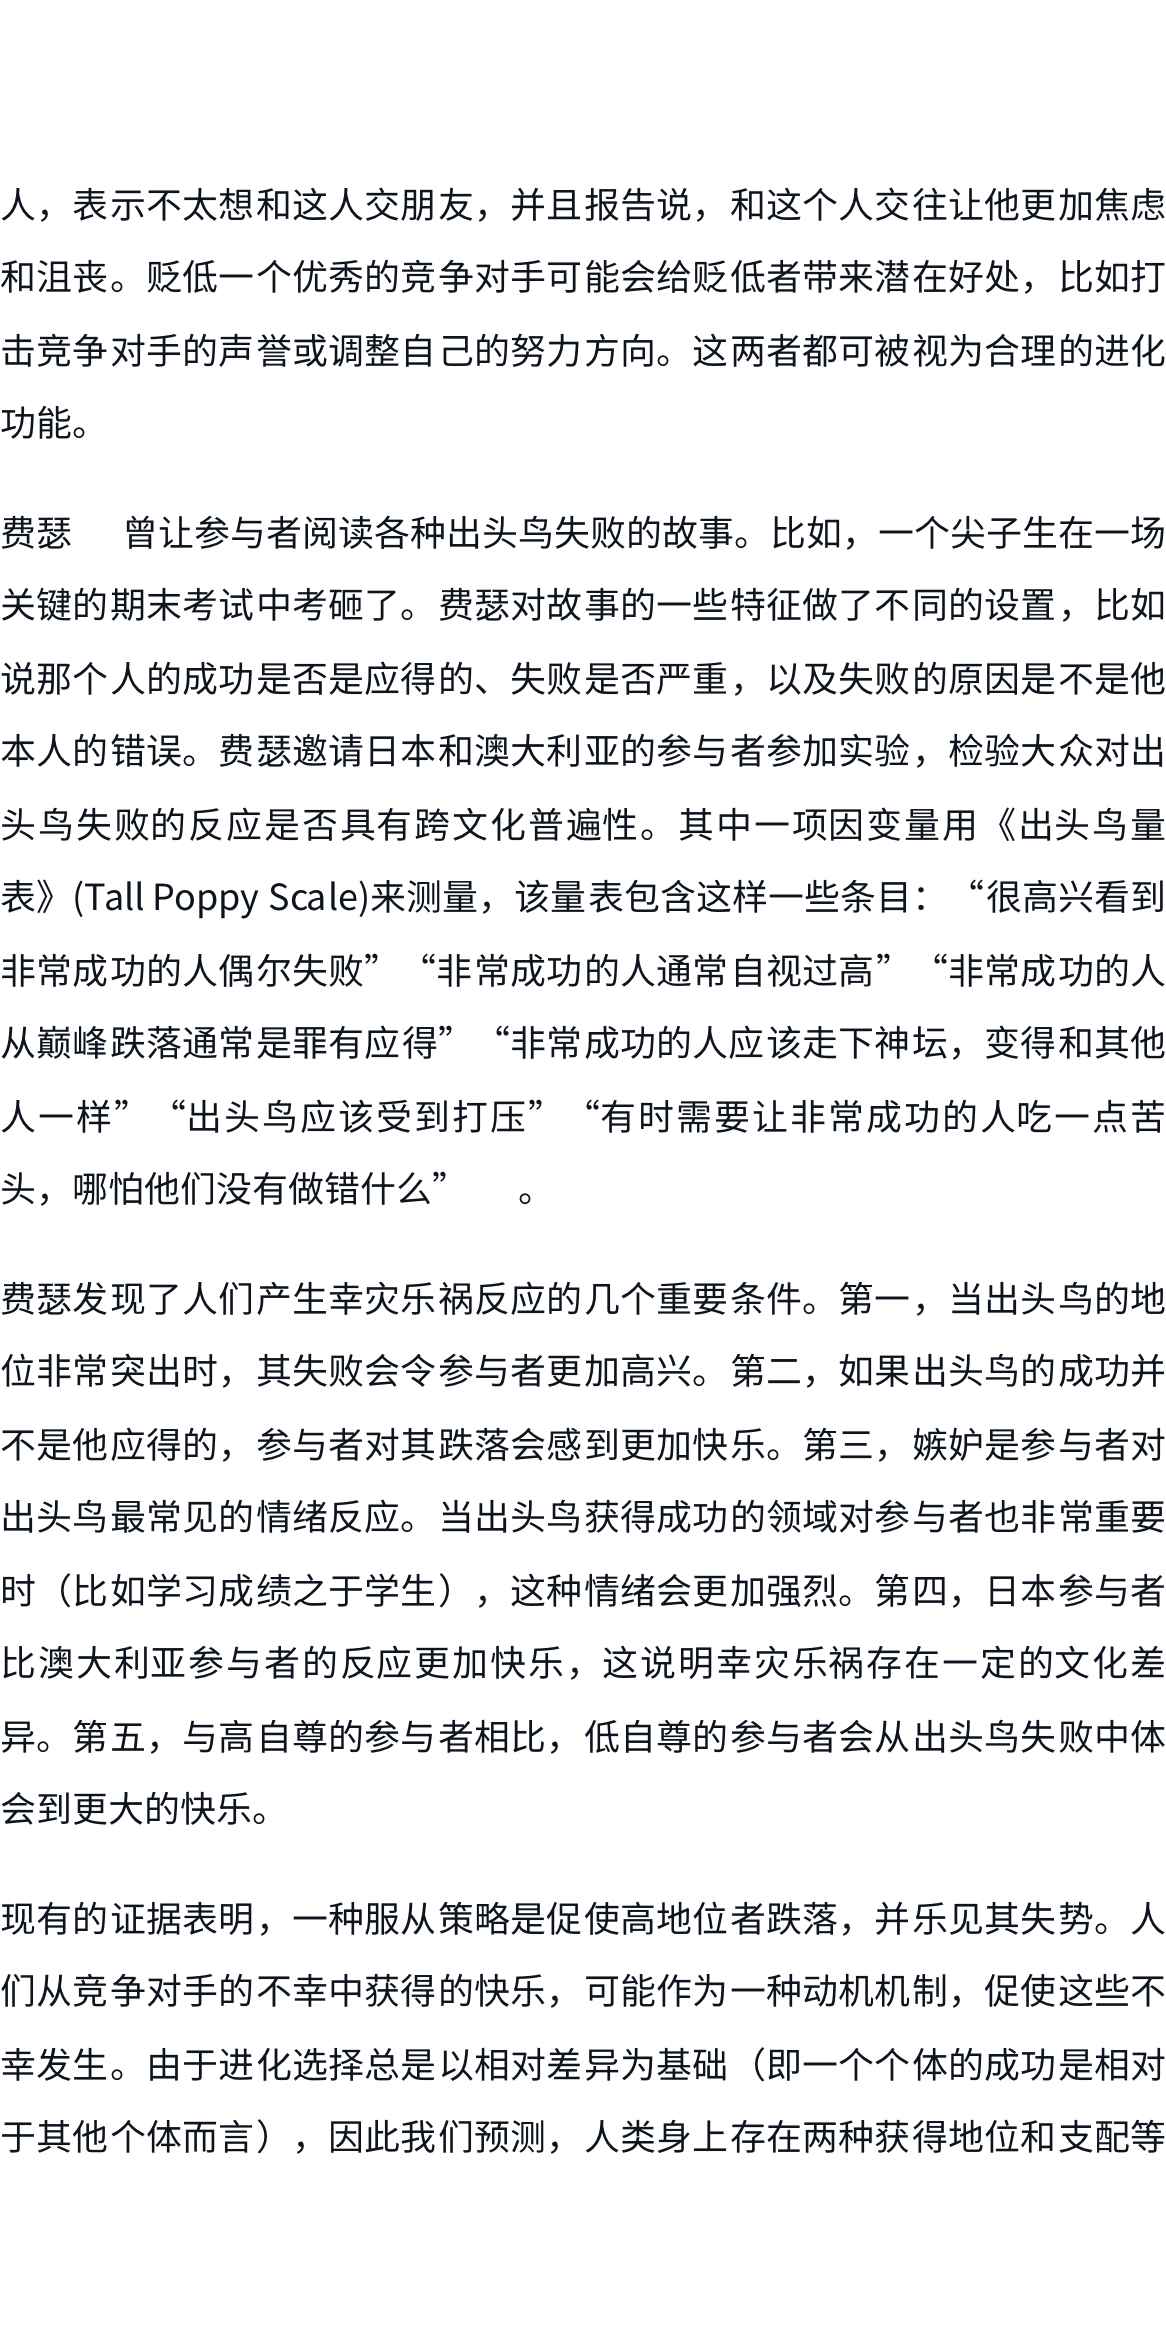 人，表示不太想和这人交朋友，并且报告说，和这个人交往让他更加焦虑
和沮丧。贬低一个优秀的竞争对手可能会给贬低者带来潜在好处，比如打
击竞争对手的声誉或调整自己的努力方向。这两者都可被视为合理的进化
功能。
费瑟 曾让参与者阅读各种出头鸟失败的故事。比如，一个尖子生在一场
关键的期末考试中考砸了。费瑟对故事的一些特征做了不同的设置，比如
说那个人的成功是否是应得的、失败是否严重，以及失败的原因是不是他
本人的错误。费瑟邀请日本和澳大利亚的参与者参加实验，检验大众对出
头鸟失败的反应是否具有跨文化普遍性。其中一项因变量用《出头鸟量
表》(Tall Poppy Scale)来测量，该量表包含这样一些条目：“很高兴看到
非常成功的人偶尔失败”“非常成功的人通常自视过高”“非常成功的人
从巅峰跌落通常是罪有应得”“非常成功的人应该走下神坛，变得和其他
人一样”“出头鸟应该受到打压”“有时需要让非常成功的人吃一点苦
头，哪怕他们没有做错什么” 。
费瑟发现了人们产生幸灾乐祸反应的几个重要条件。第一，当出头鸟的地
位非常突出时，其失败会令参与者更加高兴。第二，如果出头鸟的成功并
不是他应得的，参与者对其跌落会感到更加快乐。第三，嫉妒是参与者对
出头鸟最常见的情绪反应。当出头鸟获得成功的领域对参与者也非常重要
时（比如学习成绩之于学生），这种情绪会更加强烈。第四，日本参与者
比澳大利亚参与者的反应更加快乐，这说明幸灾乐祸存在一定的文化差
异。第五，与高自尊的参与者相比，低自尊的参与者会从出头鸟失败中体
会到更大的快乐。
现有的证据表明，一种服从策略是促使高地位者跌落，并乐见其失势。人
们从竞争对手的不幸中获得的快乐，可能作为一种动机机制，促使这些不
幸发生。由于进化选择总是以相对差异为基础（即一个个体的成功是相对
于其他个体而言），因此我们预测，人类身上存在两种获得地位和支配等